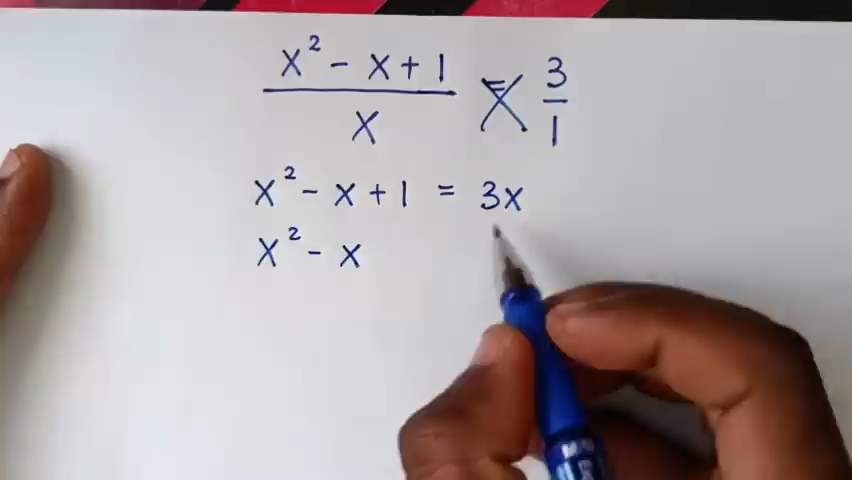 x² - x + 1 / x = 3 / 1
x² - x + 1 = 3x
x² - x